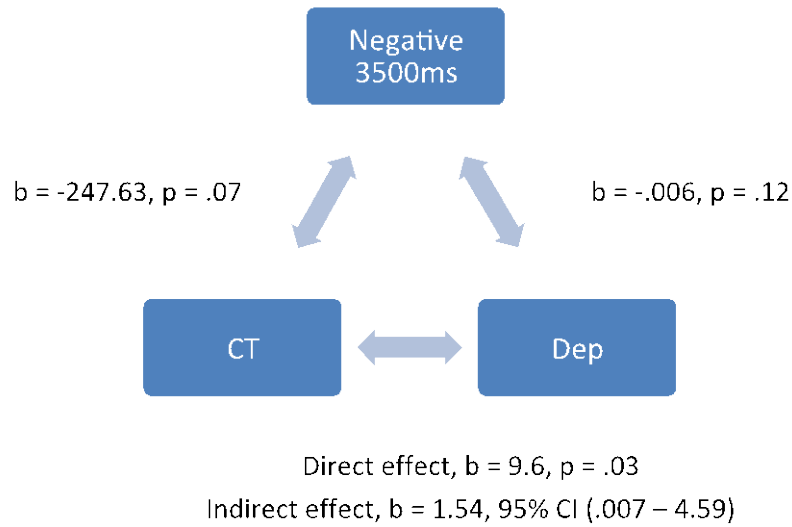 Negative
3500ms
b = -247.63, p = .07
b = -.006, p = .12
CT
Dep
Direct effect, b = 9.6, p = .03
Indirect effect, b = 1.54, 95% CI (.007 – 4.59)